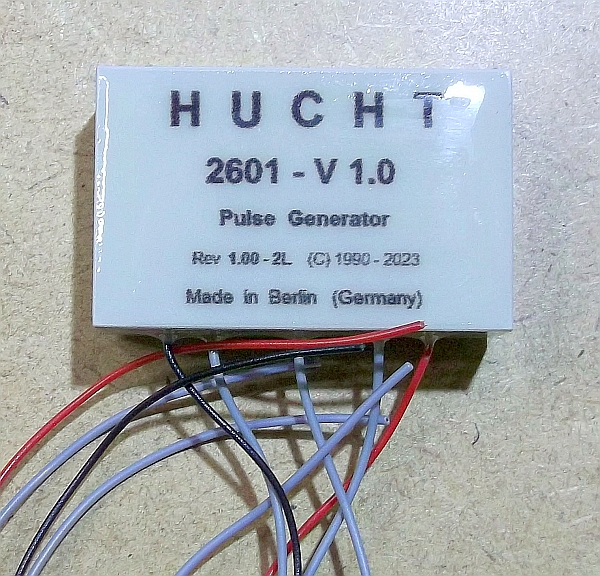 HUCHT
2601 - V 1.0
Pulse Generator
Rev 1.00 - 2L (C) 1990 - 2023
Made in Berlin (Germany)